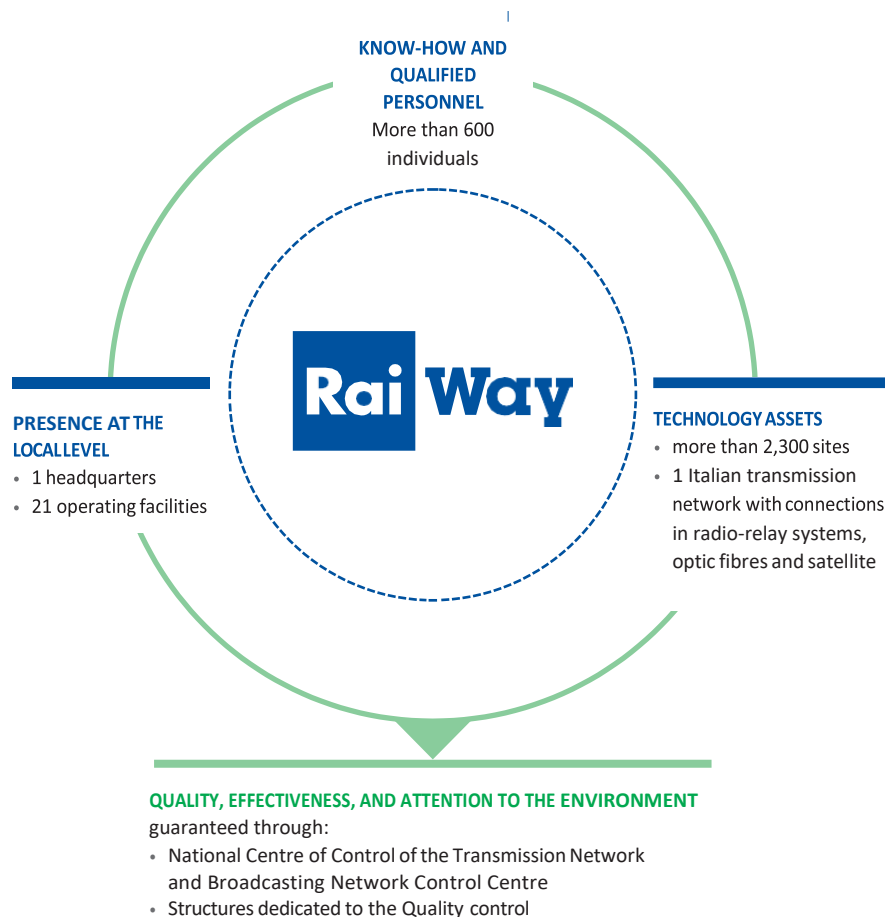 KNOW-HOW AND
QUALIFIED
PERSONNEL
More than 600
individuals
Rai Way
PRESENCE AT THE
LOCAL LEVEL
• 1 headquarters
• 21 operating facilities
TECHNOLOGY ASSETS
• more than 2,300 sites
• 1 Italian transmission
network with connections
in radio-relay systems,
optic fibres and satellite
QUALITY, EFFECTIVENESS, AND ATTENTION TO THE ENVIRONMENT
guaranteed through:
• National Centre of Control of the Transmission Network
and Broadcasting Network Control Centre
• Structures dedicated to the Quality control